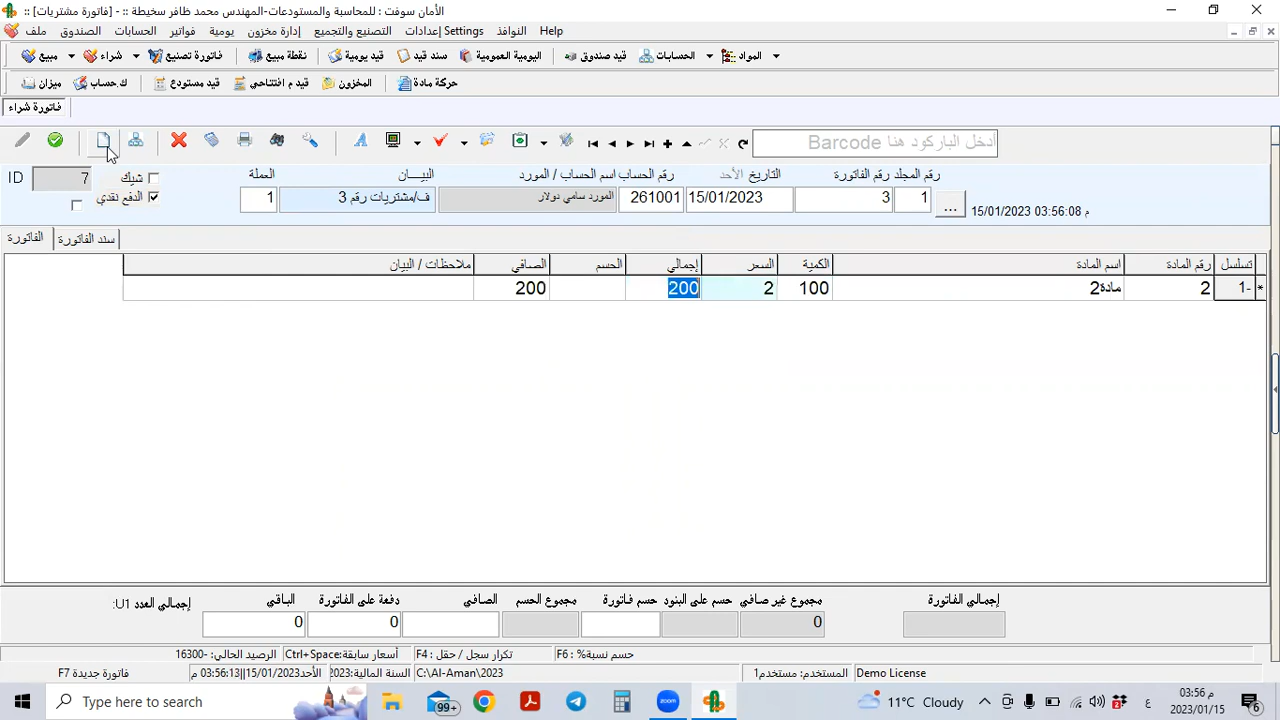 الأمان سوفت : للمحاسبة والمستودعات-المهندس محمد ظافر سخيطة :: - [فاتورة مشتريات] ::
ملف الصندوق الحسابات فواتير يومية إدارة مخزون التصنيع والتجميع Settings إعدادات النوافذ Help
مبيع شراء فاتورة تصنيع نقطة مبيع قيد يومية سند قيد اليومية العمومية قيد صندوق الحسابات المواد
ميزان ك.حساب قيد مستودع قيد م افتتاحي المخزون حركة مادة
فاتورة شراء
أدخل الباركود هنا Barcode
رقم المجلد رقم الفاتورة التاريخ الأحد رقم الحساب اسم الحساب / المورد البيـــان العملة شيك 7 ID
م 03:56:08 15/01/2023 ... 1 3 15/01/2023 261001 المورد سامي دولار ف/مشتريات رقم 3 1 الدفع نقدي
الفاتورة سند الفاتورة
تسلسل رقم المادة اسم المادة الكمية السعر إجمالي الحسم الصافي ملاحظات / البيان
* -1 2 مادة2 100 2 200 200
إجمالي الفاتورة مجموع غير صافي حسم على البنود حسم فاتورة مجموع الحسم الصافي دفعة على الفاتورة الباقي إجمالي العدد U1:
0 0 0
حسم نسبة% : F6 تكرار سجل / حقل : F4 أسعار سابقة:Ctrl+Space الرصيد الحالي: -16300
فاتورة جديدة F7 الأحد15/01/2023||03:56:13 م السنة المالية:2023 C:\Al-Aman\2023 المستخدم: مستخدم1 Demo License
Type here to search
99+
11°C Cloudy
ع
م 03:56
2023/01/15
6